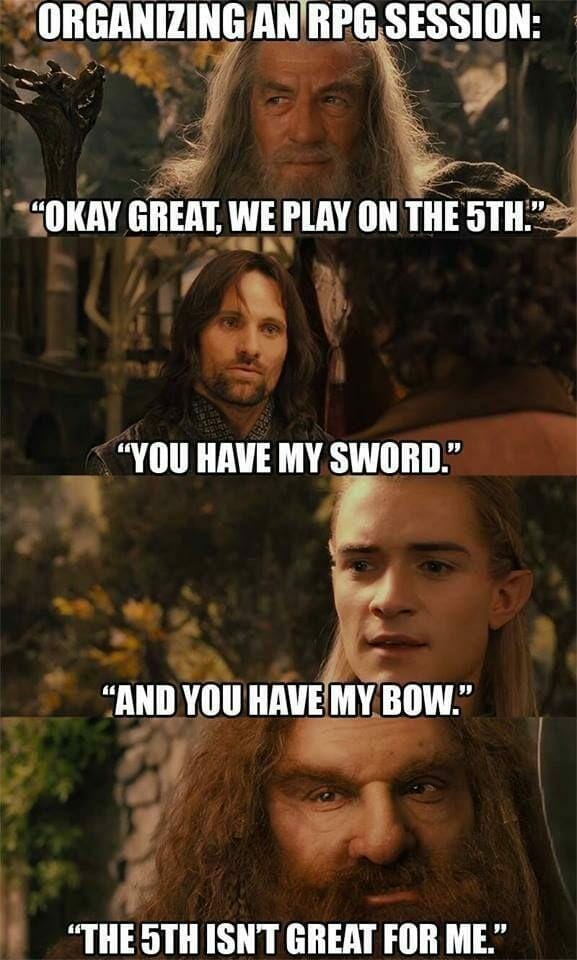 ORGANIZING AN RPG SESSION:
“OKAY GREAT, WE PLAY ON THE 5TH.”
“YOU HAVE MY SWORD.”
“AND YOU HAVE MY BOW.”
“THE 5TH ISN'T GREAT FOR ME.”